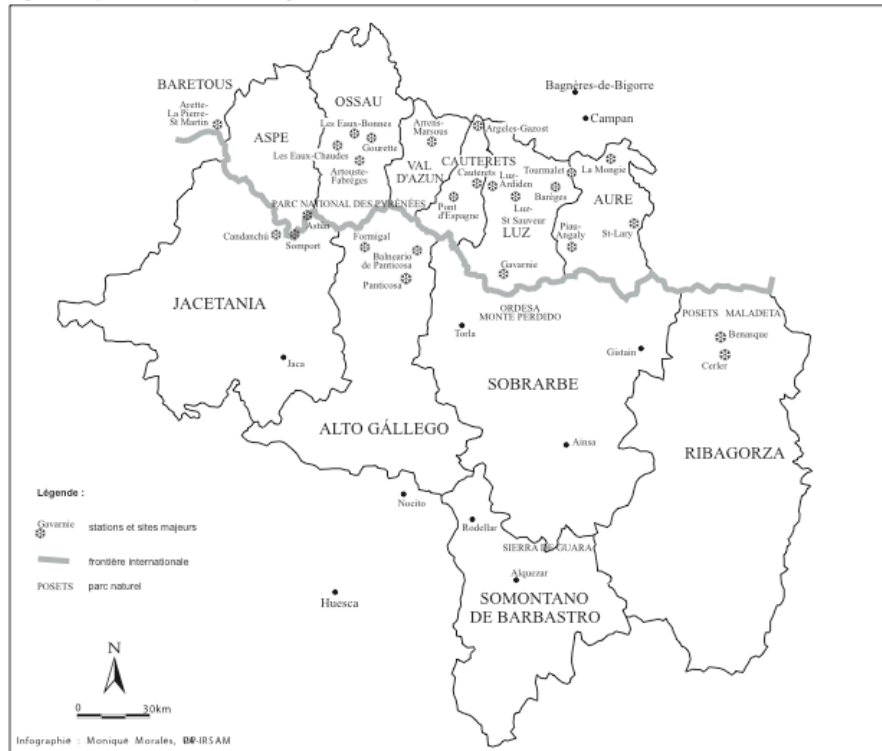 BARETOUS
Arette-
La Pierre-
St Martin
ASPE
OSSAU
Les Eaux-Bonnes
Gourette
Les Eaux-Chaudes
Artouste-
Fabrèges
Arrens-
Marsous
VAL
D'AZUN
Argeles-Gazost
CAUTERETS
Cauterets
Pont
d'Espagne
Luz-
Ardiden
Luz-
St Sauveur
LUZ
Gavarnie
Bagnères-de-Bigorre
Campan
Tourmalet
Barèges
La Mongie
AURE
Piau-
Angaly
St-Lary
PARC NATIONAL DES PYRÉNÉES
Astún
Candanchú
Somport
Formigal
Balneario
de Panticosa
Panticosa
JACETANIA
Jaca
ALTO GÁLLEGO
ORDESA
MONTE PERDIDO
Torla
Gistain
SOBRARBE
Ainsa
POSETS MALADETA
Benasque
Cerler
RIBAGORZA
Nocito
Rodellar
SIERRA DE GUARA
Alquezar
SOMONTANO
DE BARBASTRO
Huesca
Légende :
Gavarnie
stations et sites majeurs
frontière internationale
POSETS parc naturel
N
0 30km
Infographie : Monique Morales, -IRSAM